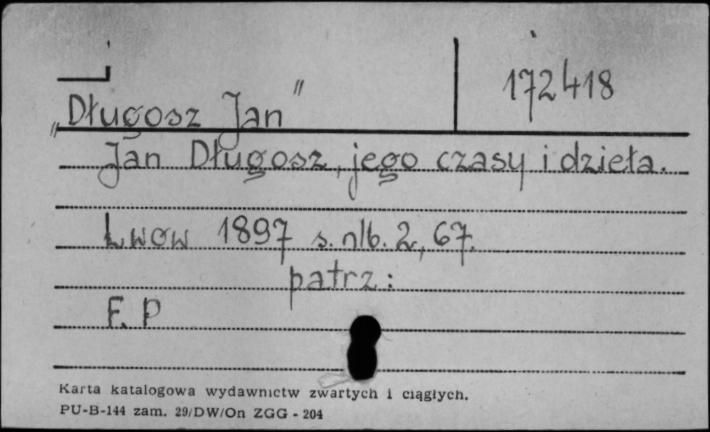 172418
"Długosz Jan"
Jan Długosz, jego czasy i dzieła.
Lwow 1897 s. nlb. 2, 67.
patrz:
F. P
Karta katalogowa wydawnictw zwartych i ciągłych.
PU-B-144 zam. 29/DW/On ZGG - 204